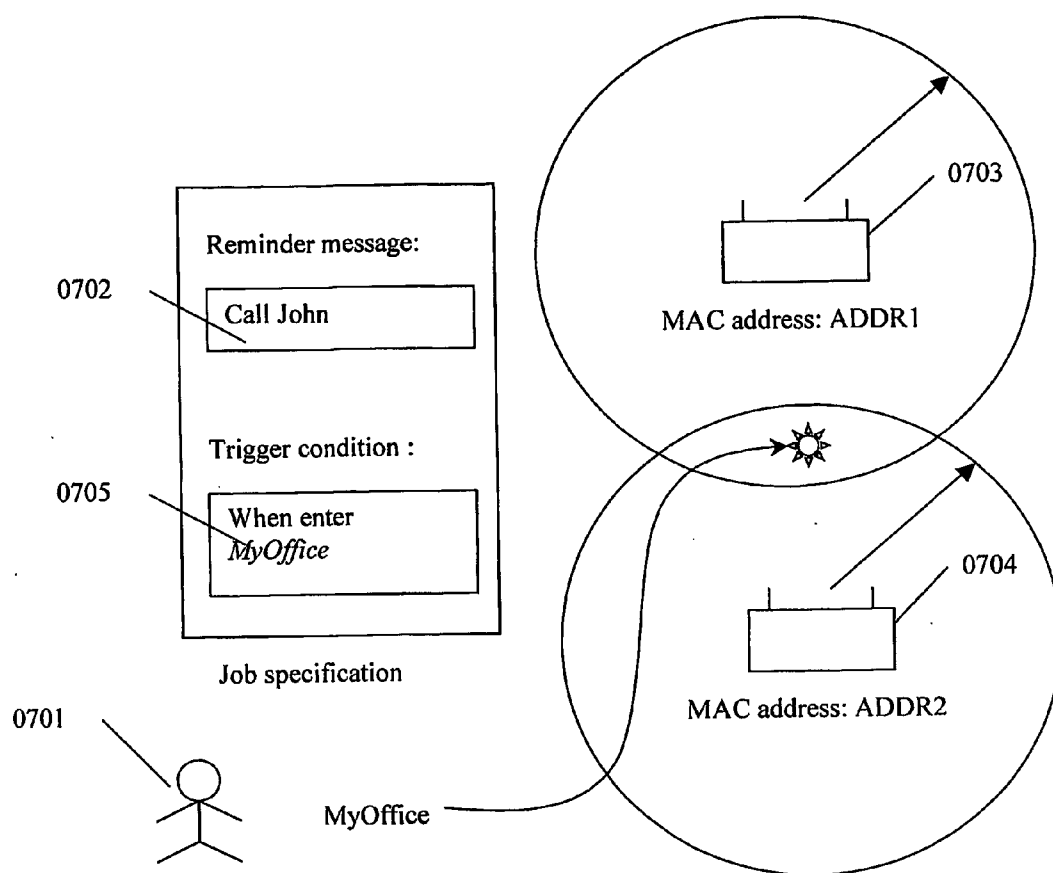 0703
Reminder message:
0702
Call John
MAC address: ADDR1
Trigger condition :
0705
When enter
MyOffice
0704
Job specification
MAC address: ADDR2
0701
MyOffice